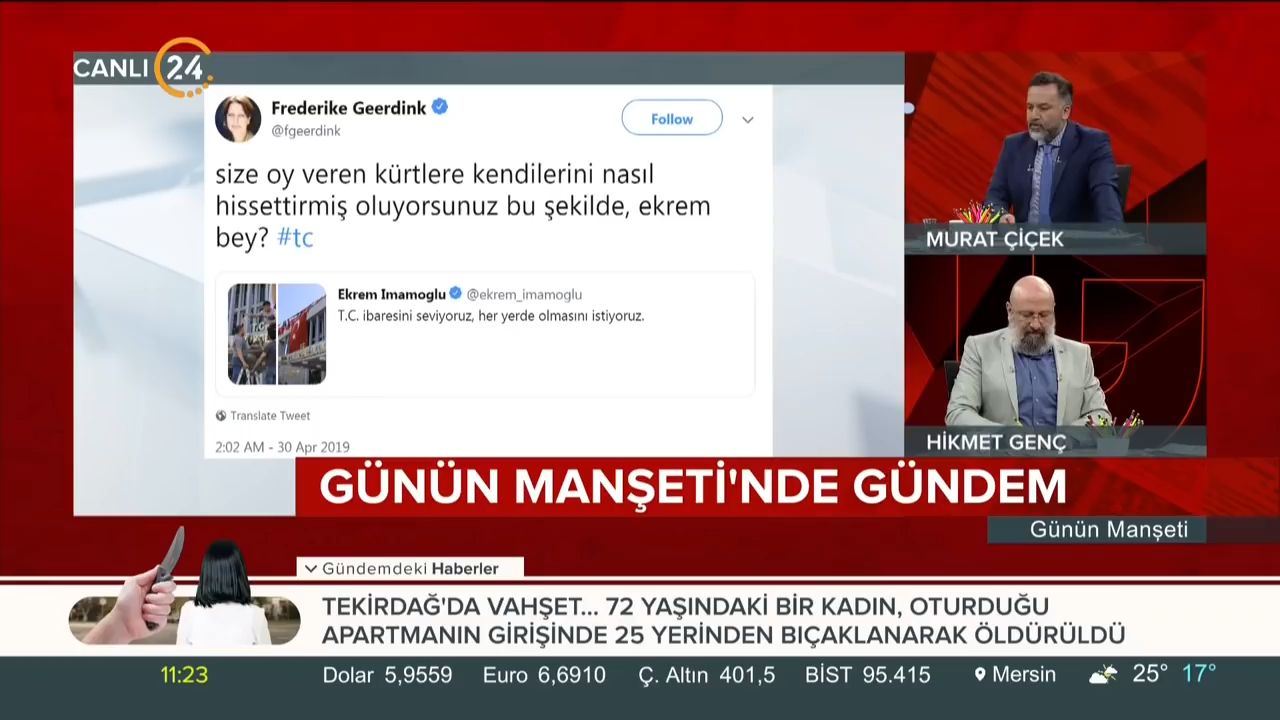 CANLI 24
Frederike Geerdink
@fgeerdink
Follow
size oy veren kürtlere kendilerini nasıl
hissettirmiş oluyorsunuz bu şekilde, ekrem
bey? #tc
Ekrem Imamoglu @ekrem_imamoglu
T.C. ibaresini seviyoruz, her yerde olmasını istiyoruz.
Translate Tweet
2:02 AM - 30 Apr 2019
MURAT ÇİÇEK
HİKMET GENÇ
GÜNÜN MANŞETİ'NDE GÜNDEM
Günün Manşeti
Gündemdeki Haberler
TEKİRDAĞ'DA VAHŞET... 72 YAŞINDAKİ BİR KADIN, OTURDUĞU
APARTMANIN GİRİŞİNDE 25 YERİNDEN BIÇAKLANARAK ÖLDÜRÜLDÜ
11:23 Dolar 5,9559 Euro 6,6910 Ç. Altın 401,5 BİST 95.415 Mersin 25° 17°